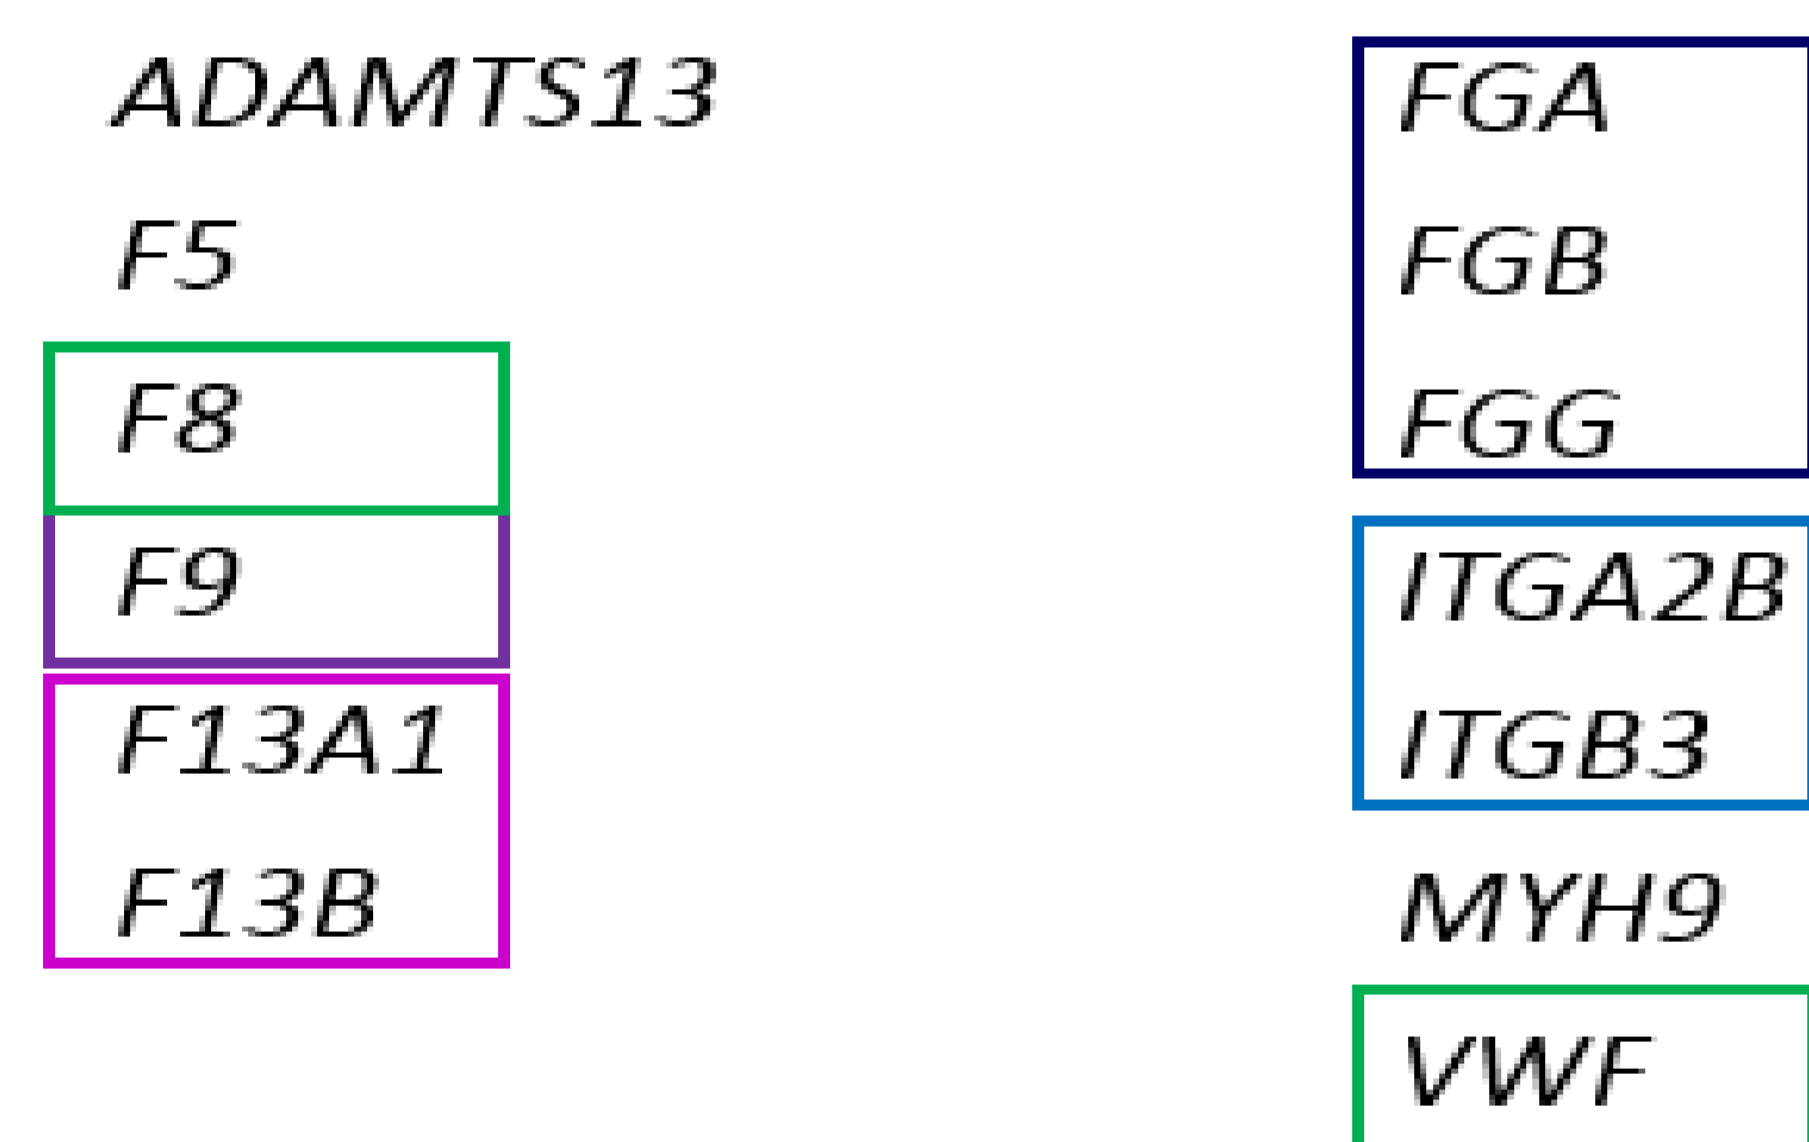 ADAMTS13
F5
F8
F9
F13A1
F13B
FGA
FGB
FGG
ITGA2B
ITGB3
MYH9
VWF